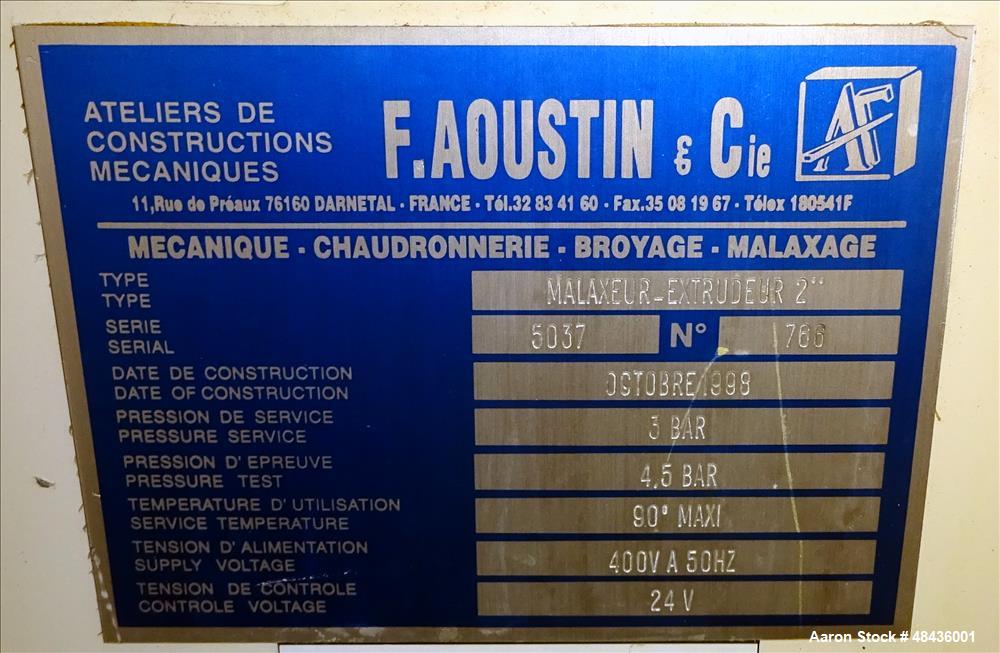 ATELIERS DE
CONSTRUCTIONS
MECANIQUES
F.AOUSTIN & Cie
AF
11,Rue de Préaux 76160 DARNETAL - FRANCE - Tél.32 83 41 60 - Fax.35 08 19 67 - Télex 180541F
MECANIQUE - CHAUDRONNERIE - BROYAGE - MALAXAGE
TYPE
TYPE
MALAXEUR-EXTRUDEUR 2"
SERIE
SERIAL
5037 N° 766
DATE DE CONSTRUCTION
DATE OF CONSTRUCTION
OCTOBRE 1998
PRESSION DE SERVICE
PRESSURE SERVICE
3 BAR
PRESSION D' EPREUVE
PRESSURE TEST
4,5 BAR
TEMPERATURE D' UTILISATION
SERVICE TEMPERATURE
90° MAXI
TENSION D' ALIMENTATION
SUPPLY VOLTAGE
400V A 50HZ
TENSION DE CONTROLE
CONTROLE VOLTAGE
24 V
Aaron Stock # 48436001